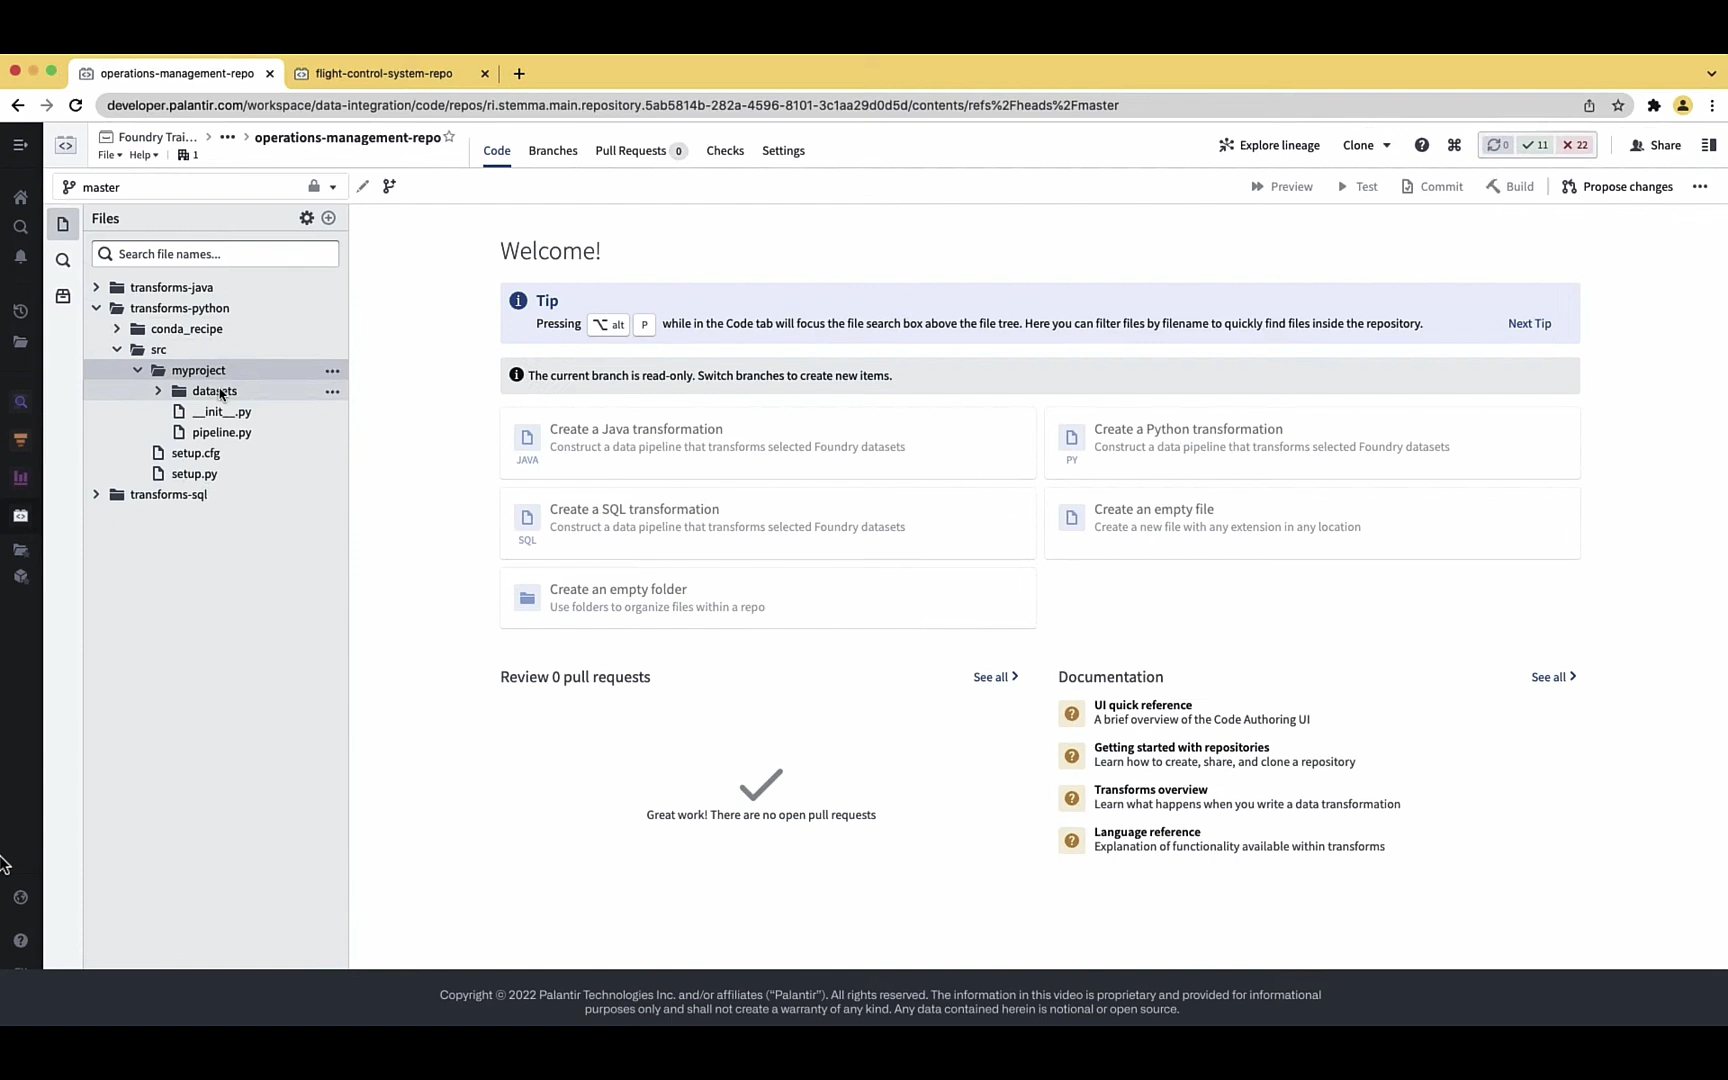 operations-management-repo
flight-control-system-repo
developer.palantir.com/workspace/data-integration/code/repos/ri.stemma.main.repository.5ab5814b-282a-4596-8101-3c1aa29d0d5d/contents/refs%2Fheads%2Fmaster
Foundry Trai... > ••• > operations-management-repo
File Help 1
Code Branches Pull Requests 0 Checks Settings
Explore lineage Clone 0 11 22 Share
master
Preview Test Commit Build Propose changes
Files
Search file names...
transforms-java
transforms-python
conda_recipe
src
myproject
datasets
__init__.py
pipeline.py
setup.cfg
setup.py
transforms-sql
Welcome!
Tip
Pressing alt P while in the Code tab will focus the file search box above the file tree. Here you can filter files by filename to quickly find files inside the repository. Next Tip
The current branch is read-only. Switch branches to create new items.
JAVA
Create a Java transformation
Construct a data pipeline that transforms selected Foundry datasets
PY
Create a Python transformation
Construct a data pipeline that transforms selected Foundry datasets
SQL
Create a SQL transformation
Construct a data pipeline that transforms selected Foundry datasets
Create an empty file
Create a new file with any extension in any location
Create an empty folder
Use folders to organize files within a repo
Review 0 pull requests See all
Great work! There are no open pull requests
Documentation See all
UI quick reference
A brief overview of the Code Authoring UI
Getting started with repositories
Learn how to create, share, and clone a repository
Transforms overview
Learn what happens when you write a data transformation
Language reference
Explanation of functionality available within transforms
Copyright © 2022 Palantir Technologies Inc. and/or affiliates (“Palantir”). All rights reserved. The information in this video is proprietary and provided for informational
purposes only and shall not create a warranty of any kind. Any data contained herein is notional or open source.